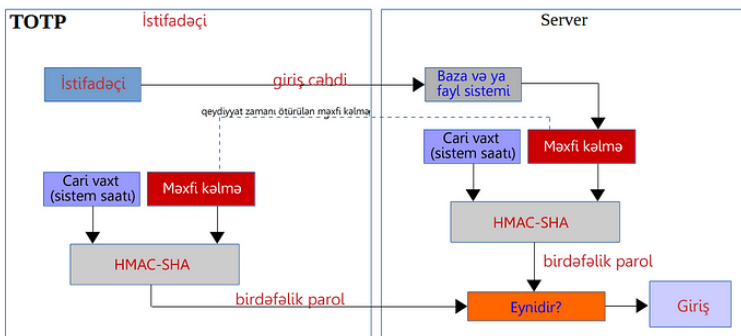 TOTP
İstifadəçi
Server
İstifadəçi
giriş cəhdi
Baza və ya
fayl sistemi
qeydiyyat zamanı ötürülən məxfi kəlmə
Cari vaxt
(sistem saatı)
Məxfi kəlmə
Cari vaxt
(sistem saatı)
Məxfi kəlmə
HMAC-SHA
HMAC-SHA
birdəfəlik parol
birdəfəlik parol
Eynidir?
Giriş